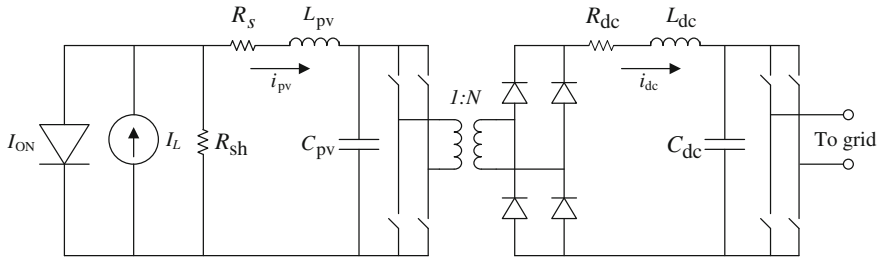 R_s
L_pv
R_dc
L_dc
i_pv
i_dc
1:N
I_ON
I_L
R_sh
C_pv
C_dc
To grid